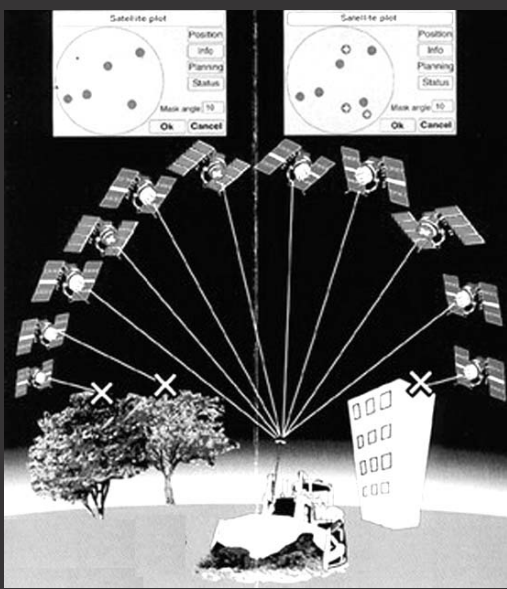 Satellite plot
Position
Info
Planning
Status
Mask angle: 10
Ok Cancel
Satellite plot
Position
Info
Planning
Status
Mask angle: 10
Ok Cancel